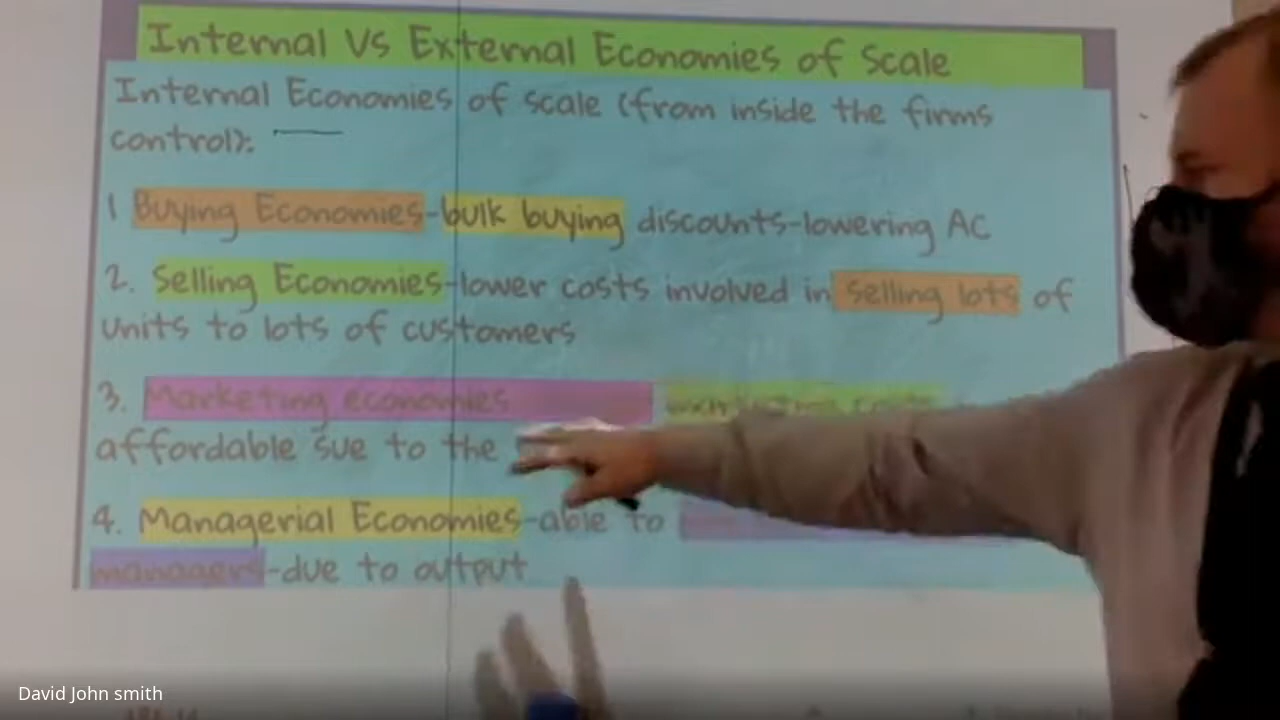 Internal Vs External Economies of Scale
Internal Economies of scale (from inside the firms
control):
1 Buying Economies-bulk buying discounts-lowering AC
2. Selling Economies-lower costs involved in selling lots of
units to lots of customers
3. Marketing economies
affordable sue to the
4. Managerial Economies-able to
managers-due to output
David John smith